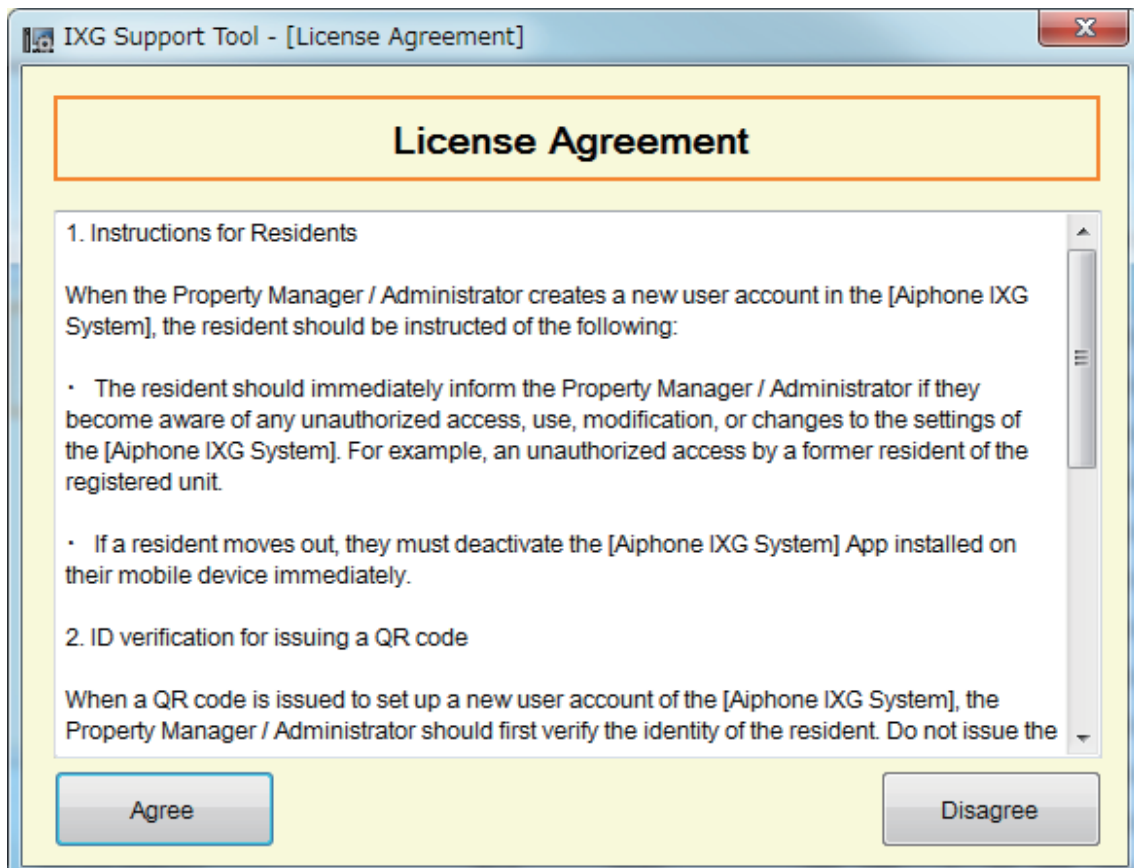 IXG Support Tool - [License Agreement]
License Agreement
1. Instructions for Residents
When the Property Manager / Administrator creates a new user account in the [Aiphone IXG
System], the resident should be instructed of the following:
・ The resident should immediately inform the Property Manager / Administrator if they
become aware of any unauthorized access, use, modification, or changes to the settings of
the [Aiphone IXG System]. For example, an unauthorized access by a former resident of the
registered unit.
・ If a resident moves out, they must deactivate the [Aiphone IXG System] App installed on
their mobile device immediately.
2. ID verification for issuing a QR code
When a QR code is issued to set up a new user account of the [Aiphone IXG System], the
Property Manager / Administrator should first verify the identity of the resident. Do not issue the
Agree
Disagree